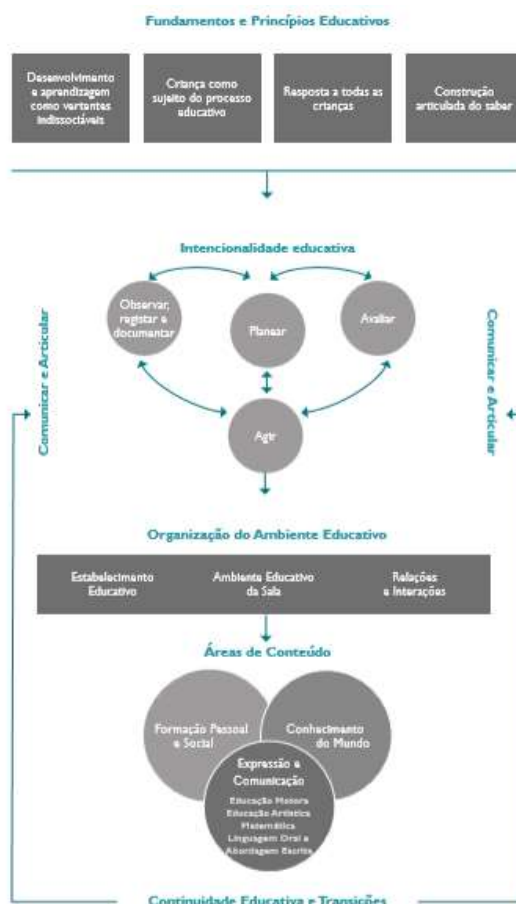 Fundamentos e Princípios Educativos
Desenvolvimento
e aprendizagem
como vertentes
indissociáveis
Criança como
sujeito do processo
educativo
Resposta a todas as
crianças
Construção
articulada do saber
Intencionalidade educativa
Observar,
registar e
documentar
Planear
Avaliar
Agir
Comunicar e Articular
Comunicar e Articular
Organização do Ambiente Educativo
Estabelecimento
Educativo
Ambiente Educativo
da Sala
Relações
e Interações
Áreas de Conteúdo
Formação Pessoal
e Social
Conhecimento
do Mundo
Expressão e
Comunicação
Educação Motora
Educação Artística
Matemática
Linguagem Oral e
Abordagem Escrita
Continuidade Educativa e Transições